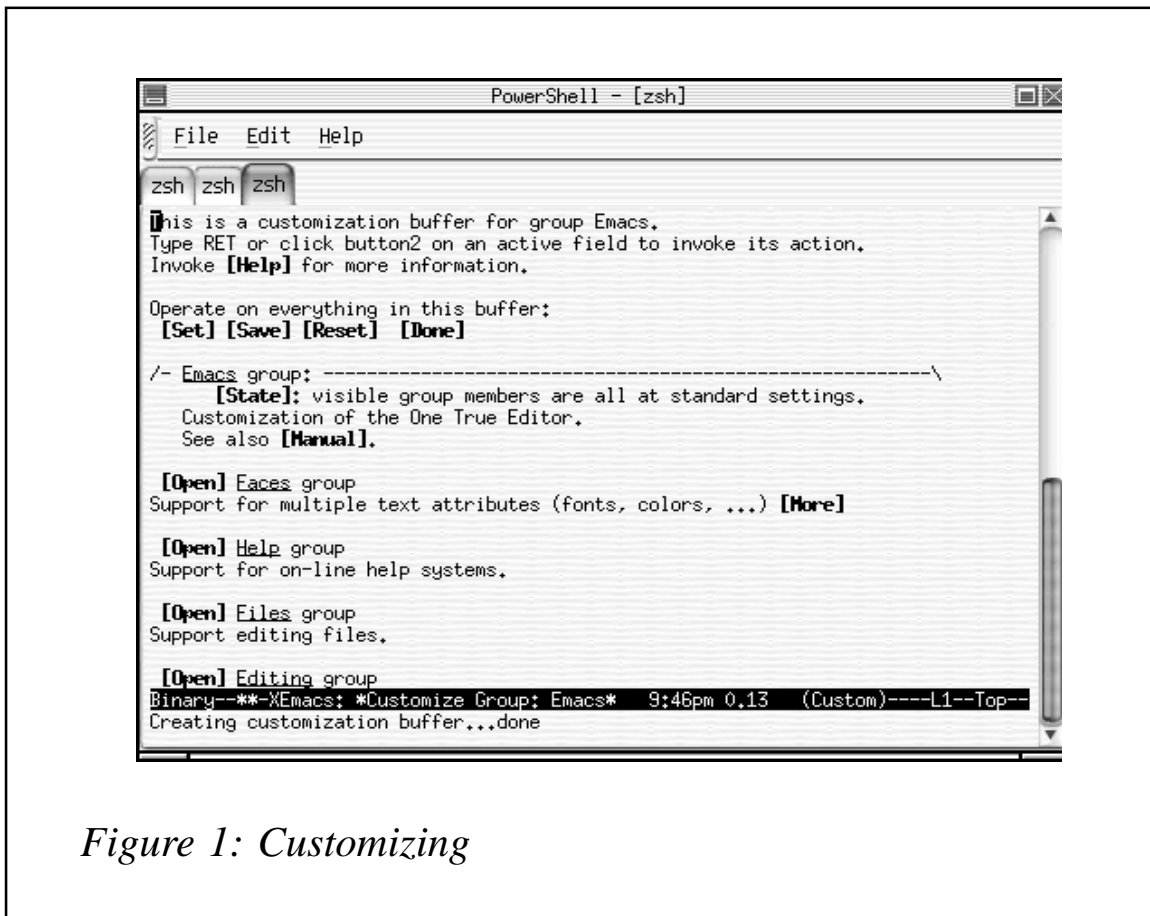 PowerShell - [zsh]
File Edit Help
zsh zsh zsh
This is a customization buffer for group Emacs.
Type RET or click button2 on an active field to invoke its action.
Invoke [Help] for more information.
Operate on everything in this buffer:
[Set] [Save] [Reset] [Done]
/- Emacs group: --------------------------------------------------------\
[State]: visible group members are all at standard settings.
Customization of the One True Editor.
See also [Manual].
[Open] Faces group
Support for multiple text attributes (fonts, colors, ...) [More]
[Open] Help group
Support for on-line help systems.
[Open] Files group
Support editing files.
[Open] Editing group
Binary--**-XEmacs: *Customize Group: Emacs* 9:46pm 0.13 (Custom)----L1--Top--
Creating customization buffer...done
Figure 1: Customizing